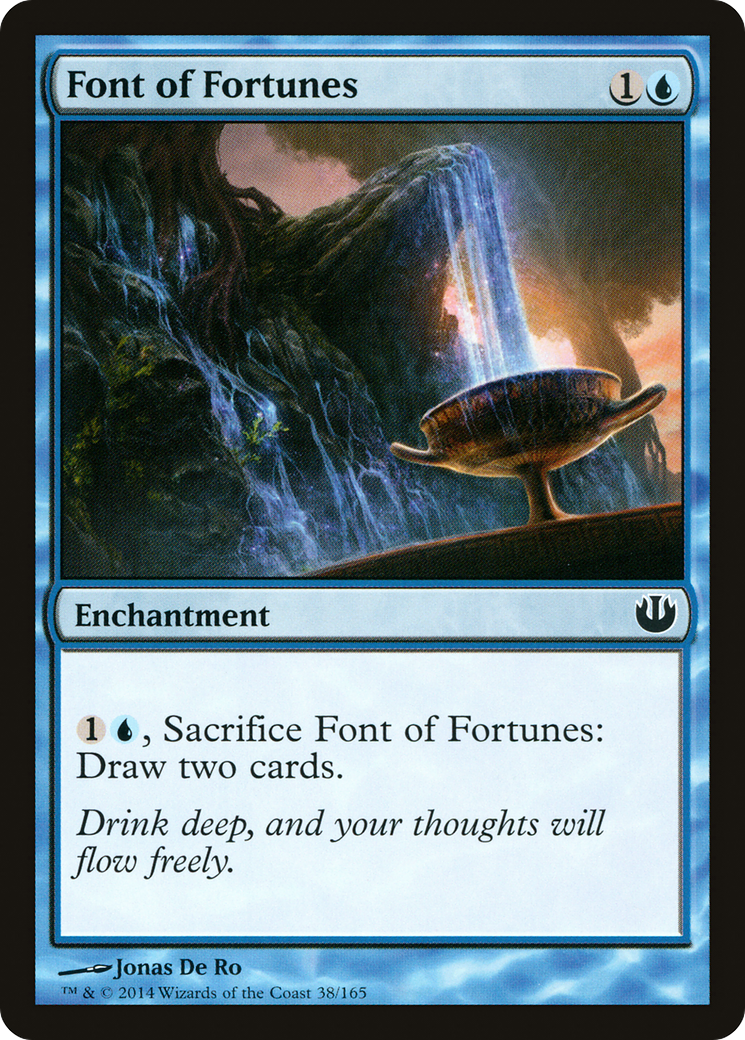 Font of Fortunes 1
Enchantment
1, Sacrifice Font of Fortunes:
Draw two cards.
Drink deep, and your thoughts will
flow freely.
Jonas De Ro
™ & © 2014 Wizards of the Coast 38/165